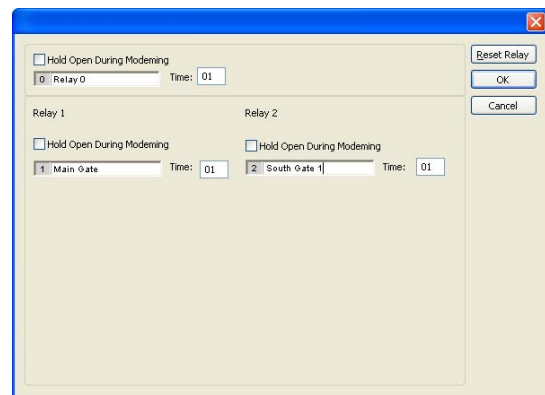 Hold Open During Modeming
0 Relay 0 Time: 01
Reset Relay
OK
Cancel
Relay 1 Relay 2
Hold Open During Modeming Hold Open During Modeming
1 Main Gate Time: 01 2 South Gate 1 Time: 01